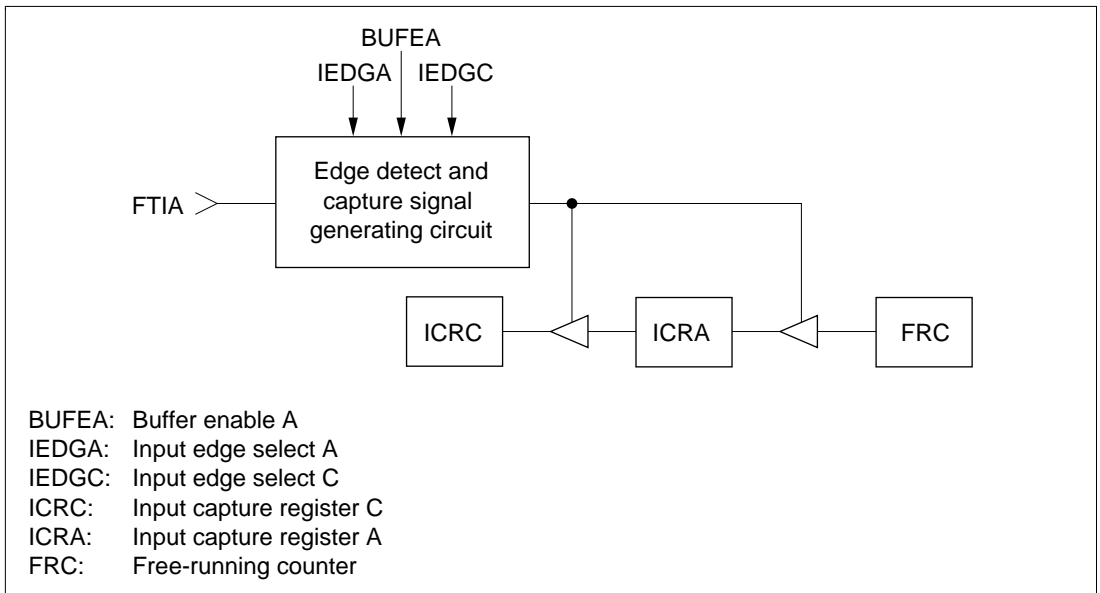 BUFEA
IEDGA IEDGC
FTIA
Edge detect and
capture signal
generating circuit
ICRC ICRA FRC
BUFEA: Buffer enable A
IEDGA: Input edge select A
IEDGC: Input edge select C
ICRC: Input capture register C
ICRA: Input capture register A
FRC: Free-running counter